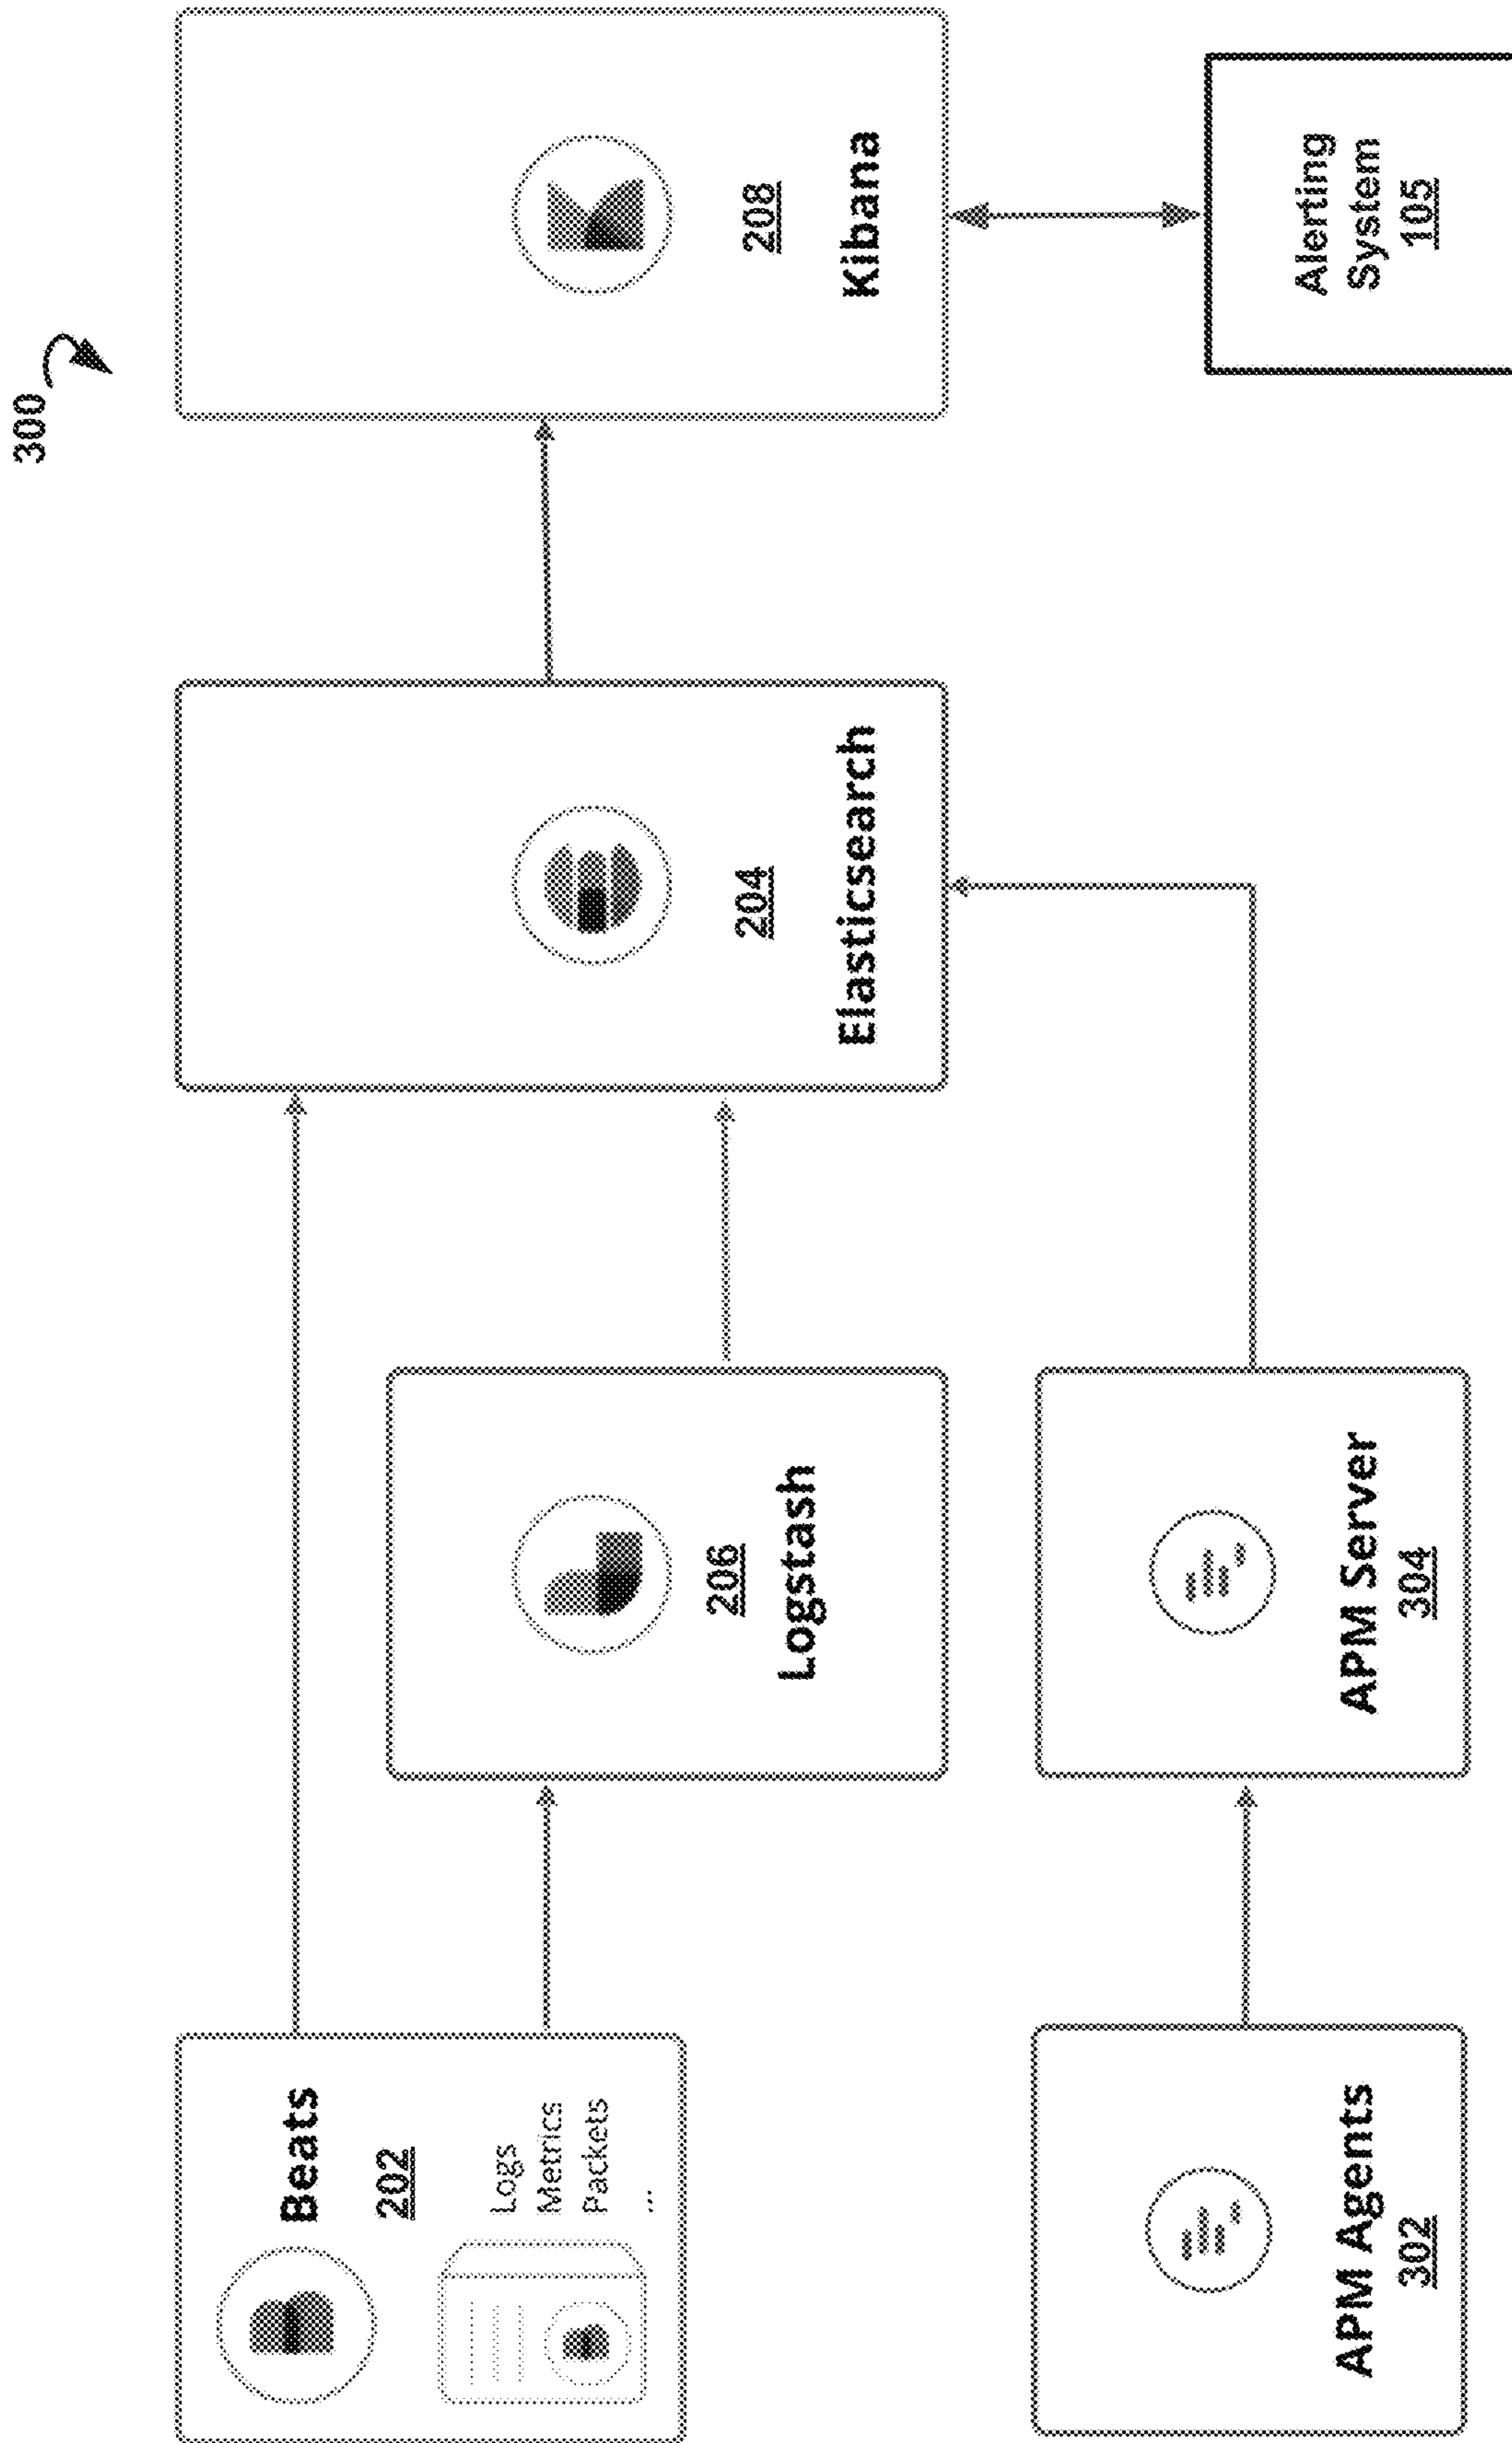 300
Beats
202
Logs
Metrics
Packets
...
206
Logstash
204
Elasticsearch
208
Kibana
APM Agents
302
APM Server
304
Alerting
System
105